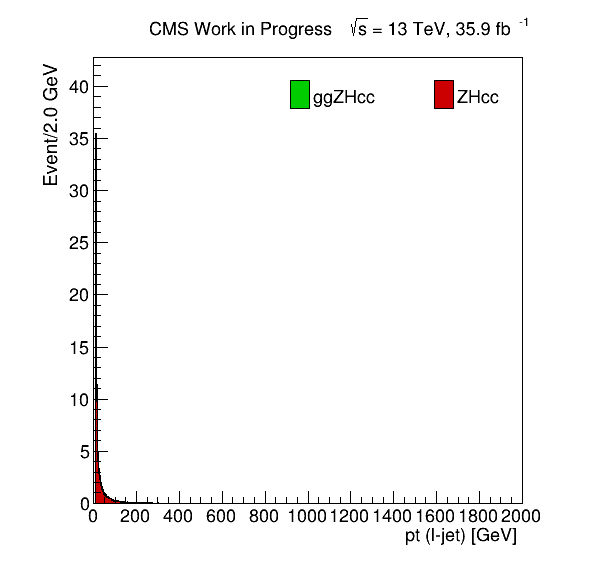 CMS Work in Progress √s = 13 TeV, 35.9 fb -1
Event/2.0 GeV
ggZHcc
ZHcc
40
35
30
25
20
15
10
5
0
0 200 400 600 800 1000 1200 1400 1600 1800 2000
pt (l-jet) [GeV]